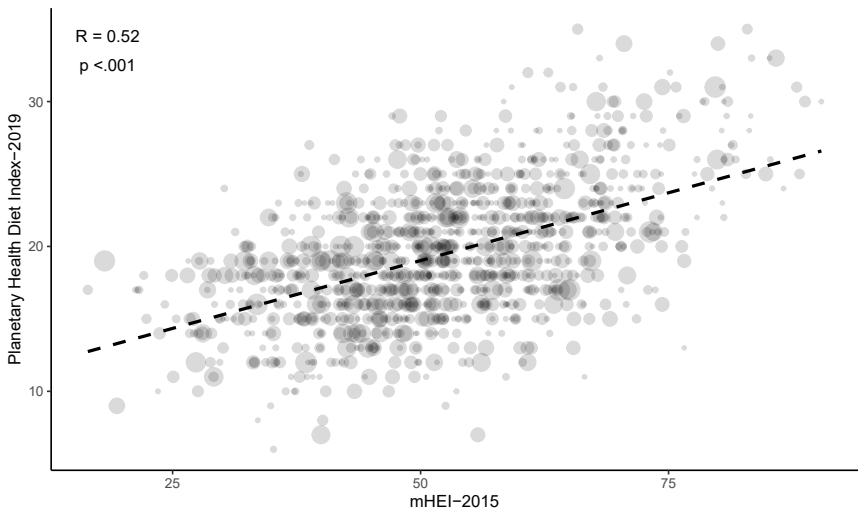 R = 0.52
p <.001
Planetary Health Diet Index−2019
30
20
10
25
50
75
mHEI−2015